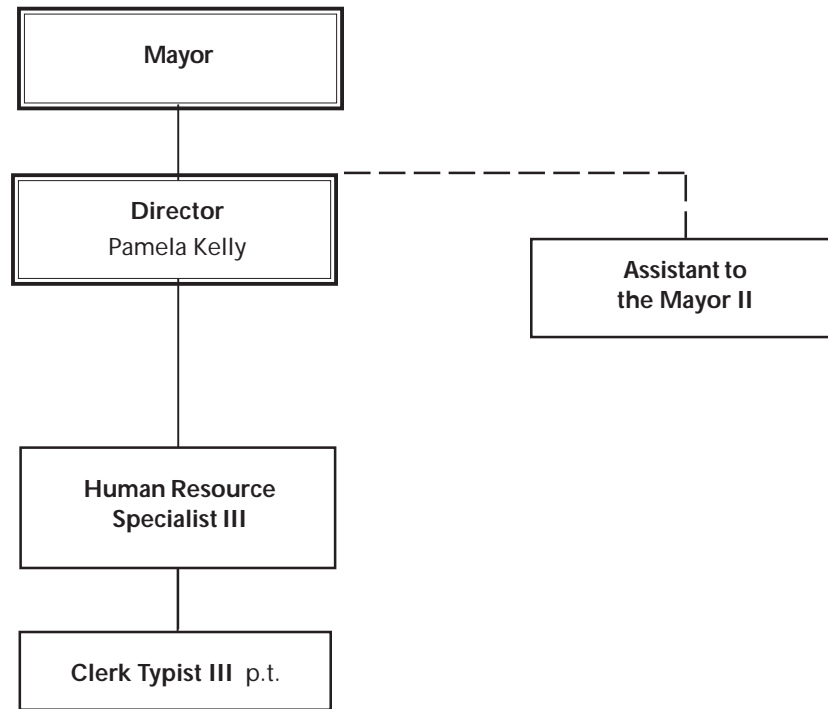 Mayor
Director
Pamela Kelly
Assistant to
the Mayor II
Human Resource
Specialist III
Clerk Typist III p.t.